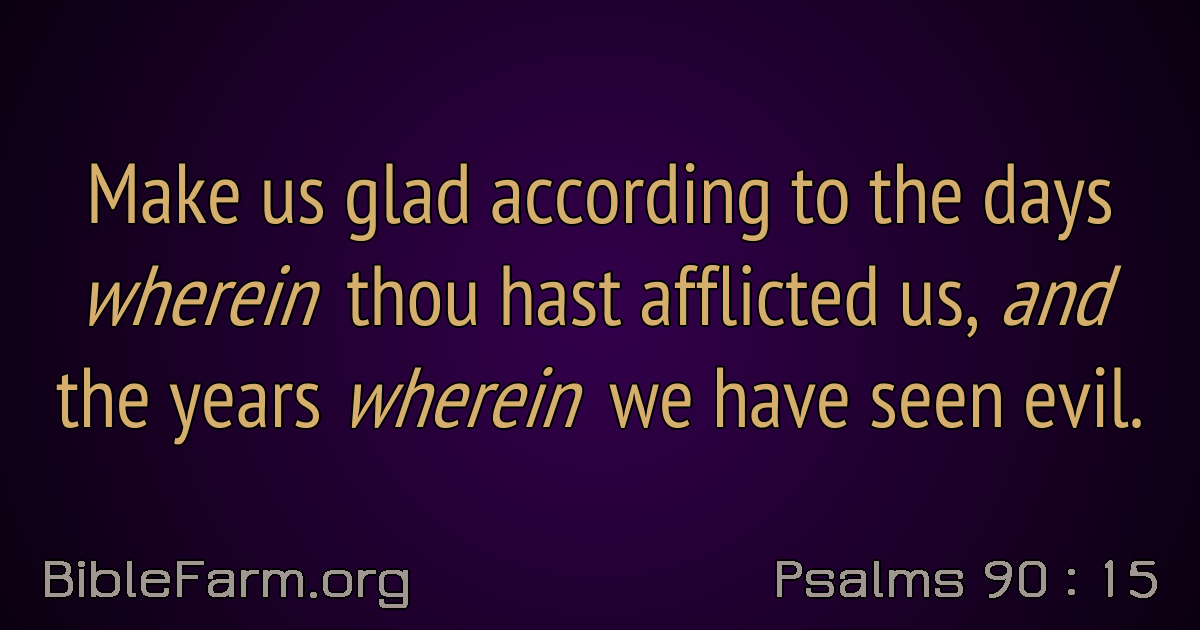 Make us glad according to the days
wherein thou hast afflicted us, and
the years wherein we have seen evil.
BibleFarm.org
Psalms 90 : 15